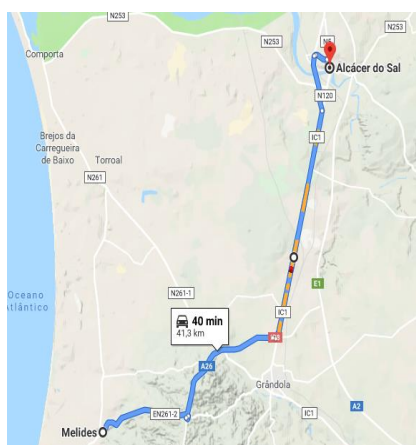 N253
N253
N5
N253
Comporta
Alcácer do Sal
N120
IC1
Brejos da
Carregueira
de Baixo
Torroal
N261
Oceano
Atlântico
E1
N261-1
40 min
41,3 km
IC1
A26
Grândola
A2
EN261-2
IC1
Melides